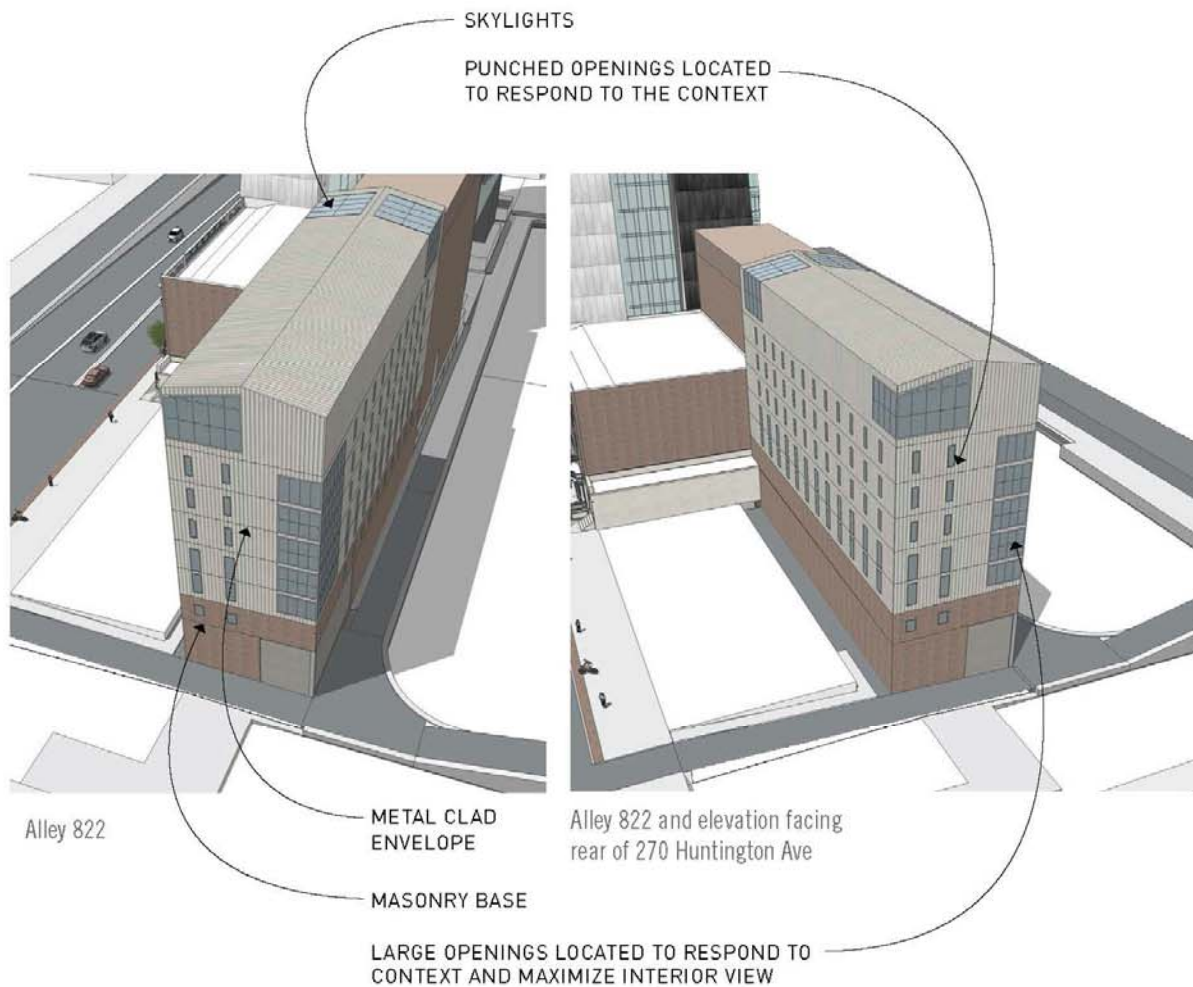 SKYLIGHTS
PUNCHED OPENINGS LOCATED
TO RESPOND TO THE CONTEXT
Alley 822
METAL CLAD
ENVELOPE
Alley 822 and elevation facing
rear of 270 Huntington Ave
MASONRY BASE
LARGE OPENINGS LOCATED TO RESPOND TO
CONTEXT AND MAXIMIZE INTERIOR VIEW